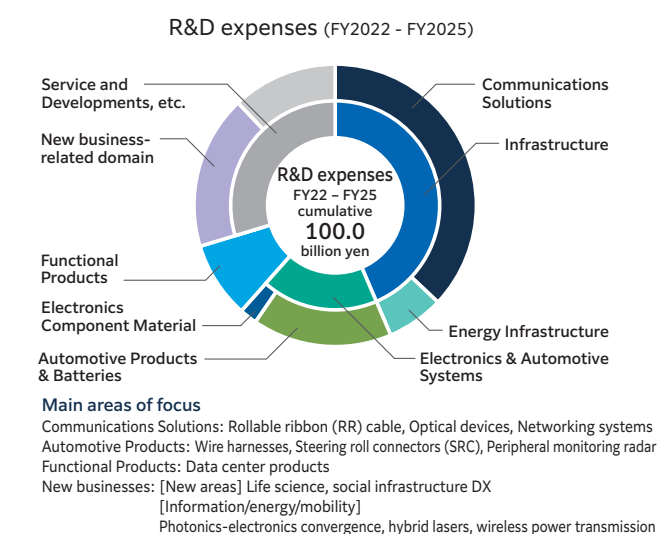 R&D expenses (FY2022 - FY2025)
Service and
Developments, etc.
Communications
Solutions
New business-
related domain
Infrastructure
R&D expenses
FY22 – FY25
cumulative
100.0
billion yen
Functional
Products
Electronics
Component Material
Energy Infrastructure
Automotive Products
& Batteries
Electronics & Automotive
Systems
Main areas of focus
Communications Solutions: Rollable ribbon (RR) cable, Optical devices, Networking systems
Automotive Products: Wire harnesses, Steering roll connectors (SRC), Peripheral monitoring radar
Functional Products: Data center products
New businesses: [New areas] Life science, social infrastructure DX
[Information/energy/mobility]
Photonics-electronics convergence, hybrid lasers, wireless power transmission